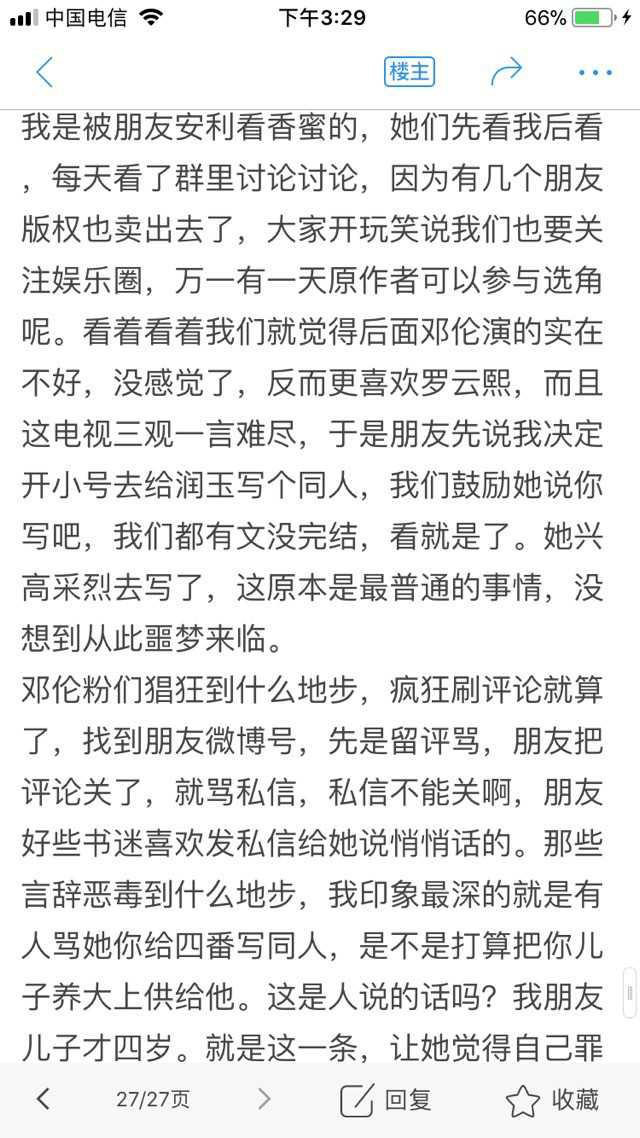 中国电信 下午3:29 66%
楼主
我是被朋友安利看香蜜的，她们先看我后看
，每天看了群里讨论讨论，因为有几个朋友
版权也卖出去了，大家开玩笑说我们也要关
注娱乐圈，万一有一天原作者可以参与选角
呢。看着看着我们就觉得后面邓伦演的实在
不好，没感觉了，反而更喜欢罗云熙，而且
这电视三观一言难尽，于是朋友先说我决定
开小号去给润玉写个同人，我们鼓励她说你
写吧，我们都有文没完结，看就是了。她兴
高采烈去写了，这原本是最普通的事情，没
想到从此噩梦来临。
邓伦粉们猖狂到什么地步，疯狂刷评论就算
了，找到朋友微博号，先是留评骂，朋友把
评论关了，就骂私信，私信不能关啊，朋友
好些书迷喜欢发私信给她说悄悄话的。那些
言辞恶毒到什么地步，我印象最深的就是有
人骂她你给四番写同人，是不是打算把你儿
子养大上供给他。这是人说的话吗？我朋友
儿子才四岁。就是这一条，让她觉得自己罪
27/27页 回复 收藏